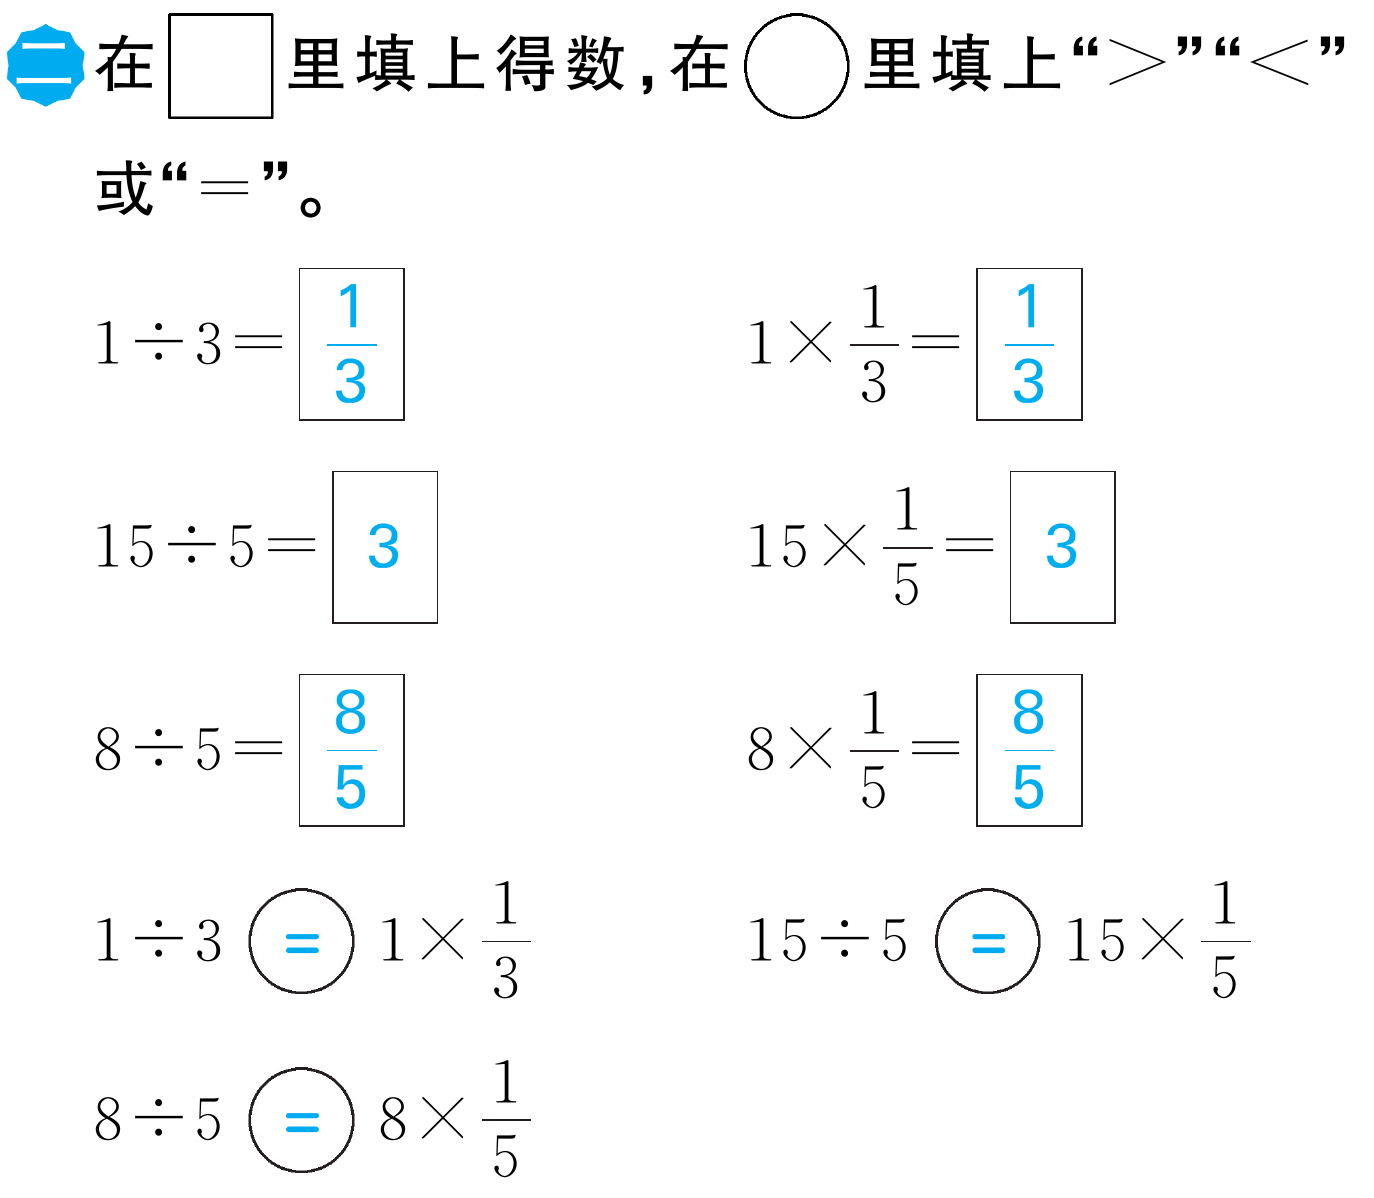 二 在□里填上得数,在○里填上“>”“<”
或“=”。
1÷3= 1/3 1×1/3= 1/3
15÷5= 3 15×1/5= 3
8÷5= 8/5 8×1/5= 8/5
1÷3 = 1×1/3 15÷5 = 15×1/5
8÷5 = 8×1/5